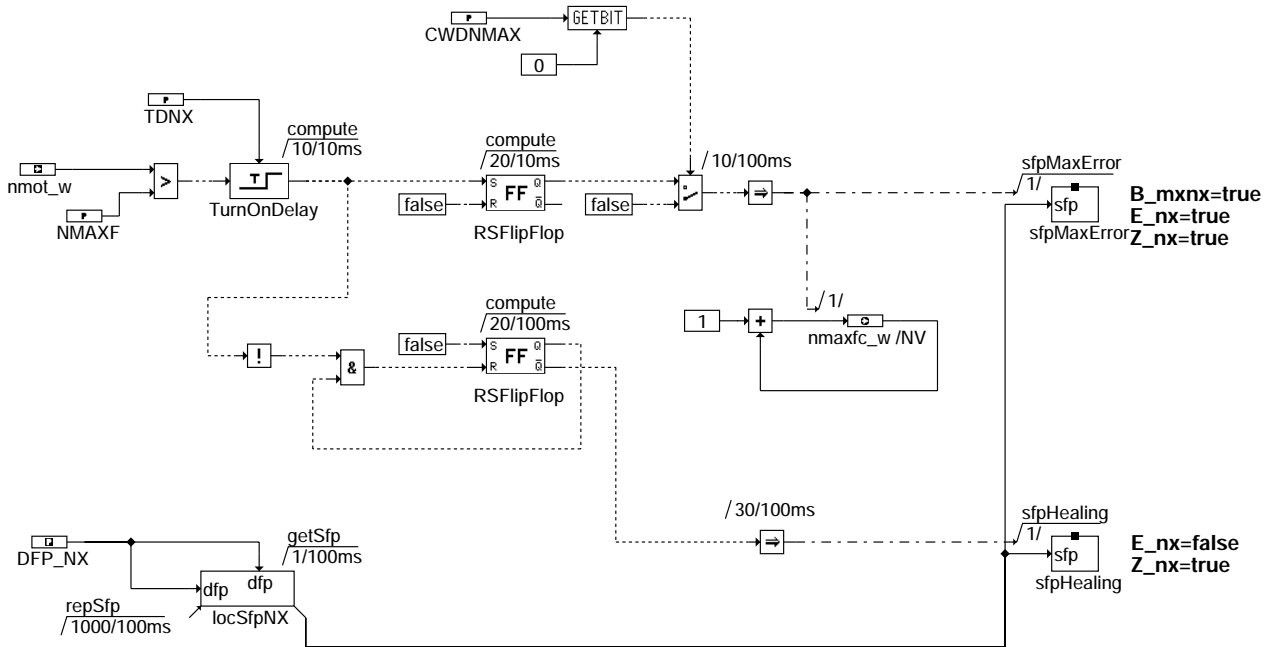 P
CWDNMAX
GETBIT
0
P
TDNX
compute
10/10ms
nmot_w
P
NMAXF
>
T
TurnOnDelay
compute
20/10ms
false
S Q
FF
R Q̅
RSFlipFlop
false
10/100ms
⇒
sfpMaxError
1/
sfp
sfpMaxError
B_mxnx=true
E_nx=true
Z_nx=true
!
&
compute
20/100ms
false
S Q
FF
R Q̅
RSFlipFlop
1
+
1/
nmaxfc_w /NV
DFP_NX
getSfp
1/100ms
dfp
dfp
locSfpNX
repSfp
1000/100ms
30/100ms
⇒
sfpHealing
1/
sfp
sfpHealing
E_nx=false
Z_nx=true